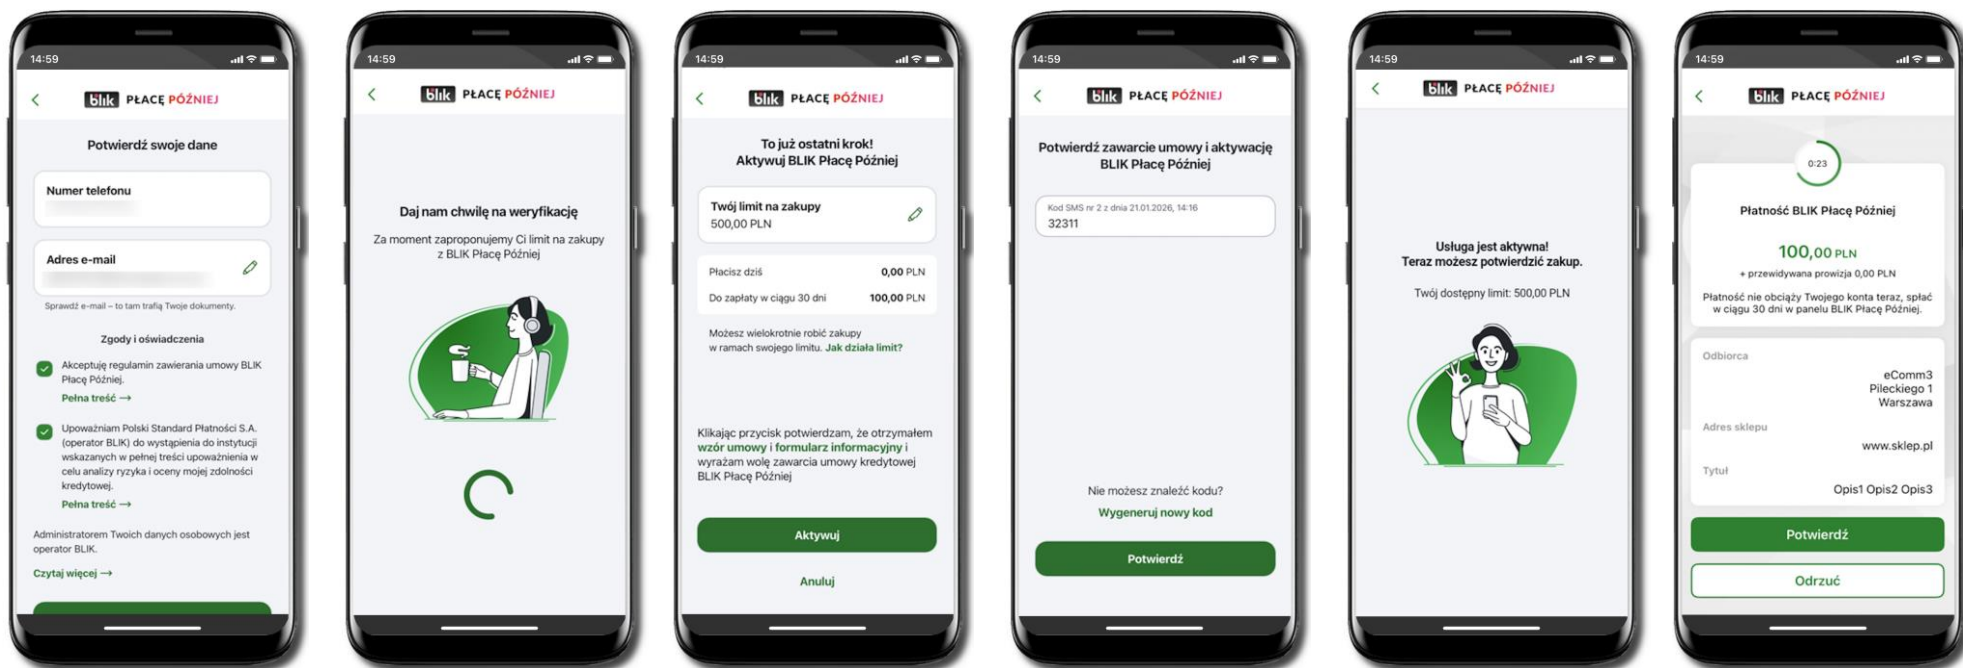 14:59
blik PŁACĘ PÓŹNIEJ
Potwierdź swoje dane
Numer telefonu
Adres e-mail
Sprawdź e-mail – to tam trafią Twoje dokumenty.
Zgody i oświadczenia
Akceptuję regulamin zawierania umowy BLIK
Płacę Później.
Pełna treść →
Upoważniam Polski Standard Płatności S.A.
(operator BLIK) do wystąpienia do instytucji
wskazanych w pełnej treści upoważnienia w
celu analizy ryzyka i oceny mojej zdolności
kredytowej.
Pełna treść →
Administratorem Twoich danych osobowych jest
operator BLIK.
Czytaj więcej →
14:59
blik PŁACĘ PÓŹNIEJ
Daj nam chwilę na weryfikację
Za moment zaproponujemy Ci limit na zakupy
z BLIK Płacę Później
14:59
blik PŁACĘ PÓŹNIEJ
To już ostatni krok!
Aktywuj BLIK Płacę Później
Twój limit na zakupy
500,00 PLN
Płacisz dziś 0,00 PLN
Do zapłaty w ciągu 30 dni 100,00 PLN
Możesz wielokrotnie robić zakupy
w ramach swojego limitu. Jak działa limit?
Klikając przycisk potwierdzam, że otrzymałem
wzór umowy i formularz informacyjny i
wyrażam wolę zawarcia umowy kredytowej
BLIK Płacę Później
Aktywuj
Anuluj
14:59
blik PŁACĘ PÓŹNIEJ
Potwierdź zawarcie umowy i aktywację
BLIK Płacę Później
Kod SMS nr 2 z dnia 21.01.2026, 14:16
32311
Nie możesz znaleźć kodu?
Wygeneruj nowy kod
Potwierdź
14:59
blik PŁACĘ PÓŹNIEJ
Usługa jest aktywna!
Teraz możesz potwierdzić zakup.
Twój dostępny limit: 500,00 PLN
14:59
blik PŁACĘ PÓŹNIEJ
0:23
Płatność BLIK Płacę Później
100,00 PLN
+ przewidywana prowizja 0,00 PLN
Płatność nie obciąży Twojego konta teraz, spłać
w ciągu 30 dni w panelu BLIK Płacę Później.
Odbiorca
eComm3
Pileckiego 1
Warszawa
Adres sklepu
www.sklep.pl
Tytuł
Opis1 Opis2 Opis3
Potwierdź
Odrzuć